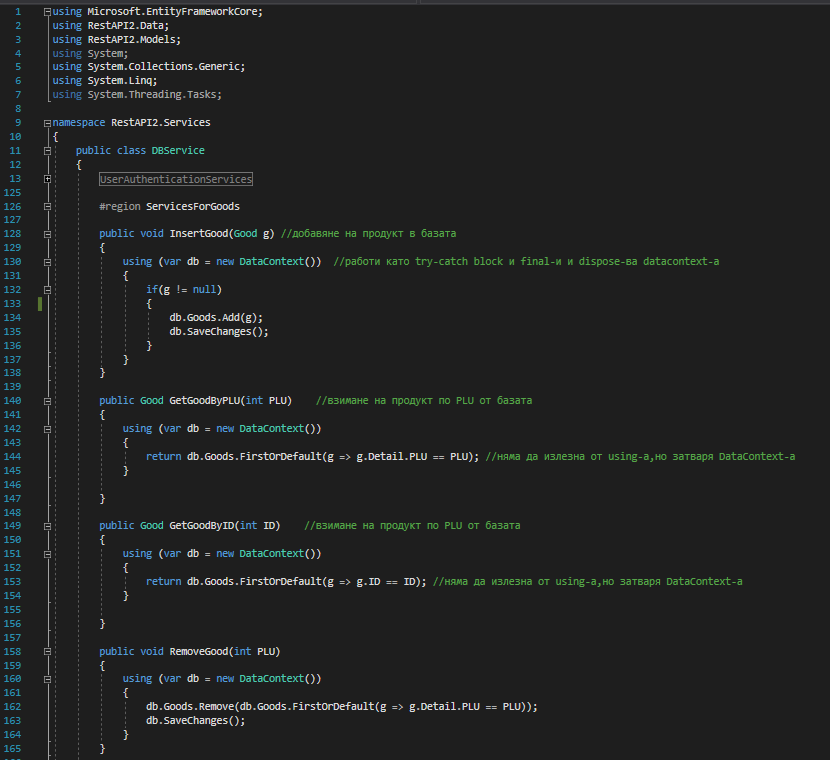 1 using Microsoft.EntityFrameworkCore;
2 using RestAPI2.Data;
3 using RestAPI2.Models;
4 using System;
5 using System.Collections.Generic;
6 using System.Linq;
7 using System.Threading.Tasks;
8
9 namespace RestAPI2.Services
10 {
11 public class DBService
12 {
13 UserAuthenticationServices
125
126 #region ServicesForGoods
127
128 public void InsertGood(Good g) //добавяне на продукт в базата
129 {
130 using (var db = new DataContext()) //работи като try-catch block и final-и и dispose-ва datacontext-а
131 {
132 if(g != null)
133 {
134 db.Goods.Add(g);
135 db.SaveChanges();
136 }
137 }
138 }
139
140 public Good GetGoodByPLU(int PLU) //взимане на продукт по PLU от базата
141 {
142 using (var db = new DataContext())
143 {
144 return db.Goods.FirstOrDefault(g => g.Detail.PLU == PLU); //няма да излезна от using-а,но затваря DataContext-а
145 }
146
147 }
148
149 public Good GetGoodByID(int ID) //взимане на продукт по PLU от базата
150 {
151 using (var db = new DataContext())
152 {
153 return db.Goods.FirstOrDefault(g => g.ID == ID); //няма да излезна от using-а,но затваря DataContext-а
154 }
155
156 }
157
158 public void RemoveGood(int PLU)
159 {
160 using (var db = new DataContext())
161 {
162 db.Goods.Remove(db.Goods.FirstOrDefault(g => g.Detail.PLU == PLU));
163 db.SaveChanges();
164 }
165 }